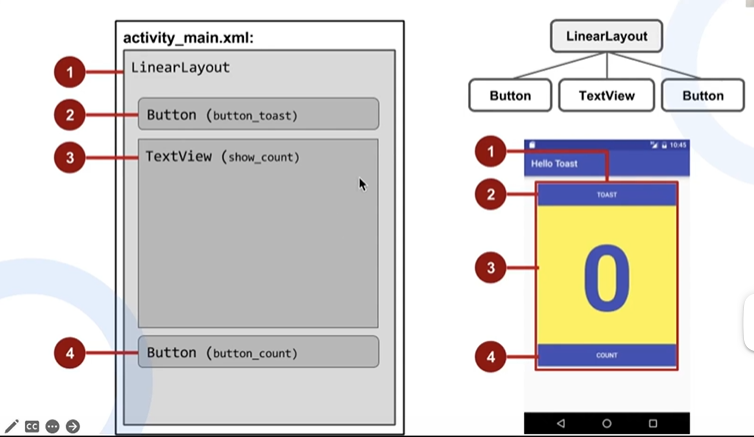 activity_main.xml:
1
LinearLayout
2
Button (button_toast)
3
TextView (show_count)
4
Button (button_count)
LinearLayout
Button
TextView
Button
1
10:45
Hello Toast
2
TOAST
3
0
4
COUNT
CC